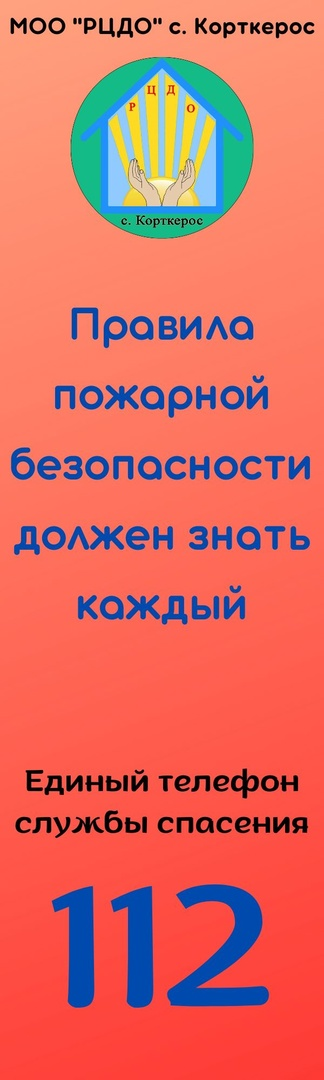 МОО "РЦДО" с. Корткерос
РЦДО
с. Корткерос
Правила
пожарной
безопасности
должен знать
каждый
Единый телефон
службы спасения
112